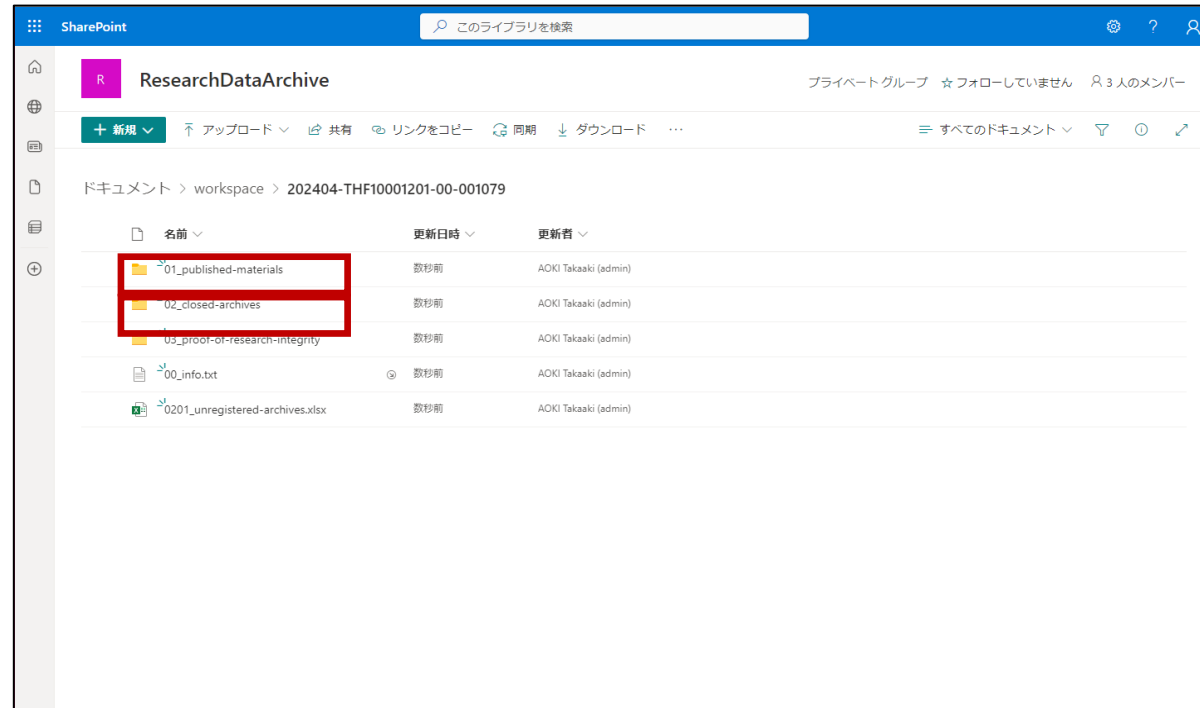 SharePoint
このライブラリを検索
?
R
ResearchDataArchive
プライベート グループ ☆ フォローしていません 3 人のメンバー
+ 新規 アップロード 共有 リンクをコピー 同期 ダウンロード ··· すべてのドキュメント
ドキュメント > workspace > 202404-THF10001201-00-001079
名前 更新日時 更新者
01_published-materials 数秒前 AOKI Takaaki (admin)
02_closed-archives 数秒前 AOKI Takaaki (admin)
03_proof-of-research-integrity 数秒前 AOKI Takaaki (admin)
00_info.txt 数秒前 AOKI Takaaki (admin)
0201_unregistered-archives.xlsx 数秒前 AOKI Takaaki (admin)